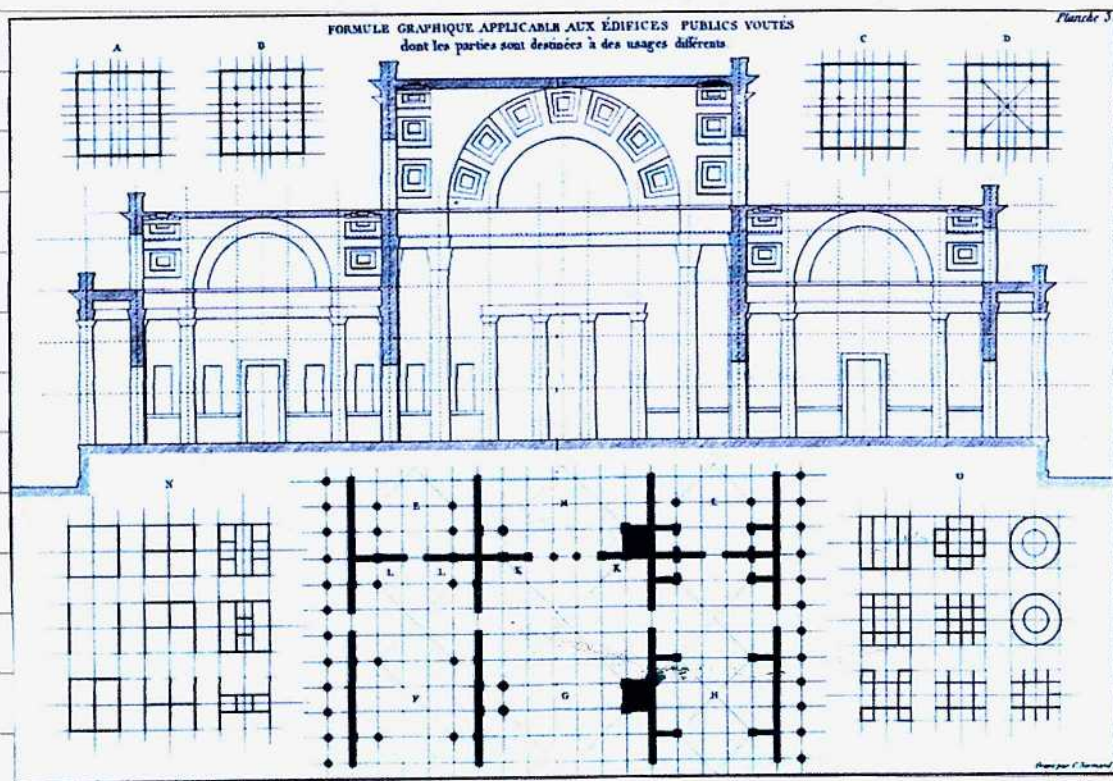 Planche 3
FORMULE GRAPHIQUE APPLICABLE AUX ÉDIFICES PUBLICS VOUTÉS
dont les parties sont destinées à des usages différents.
A B C D
N E M I O
L L K K
F G H